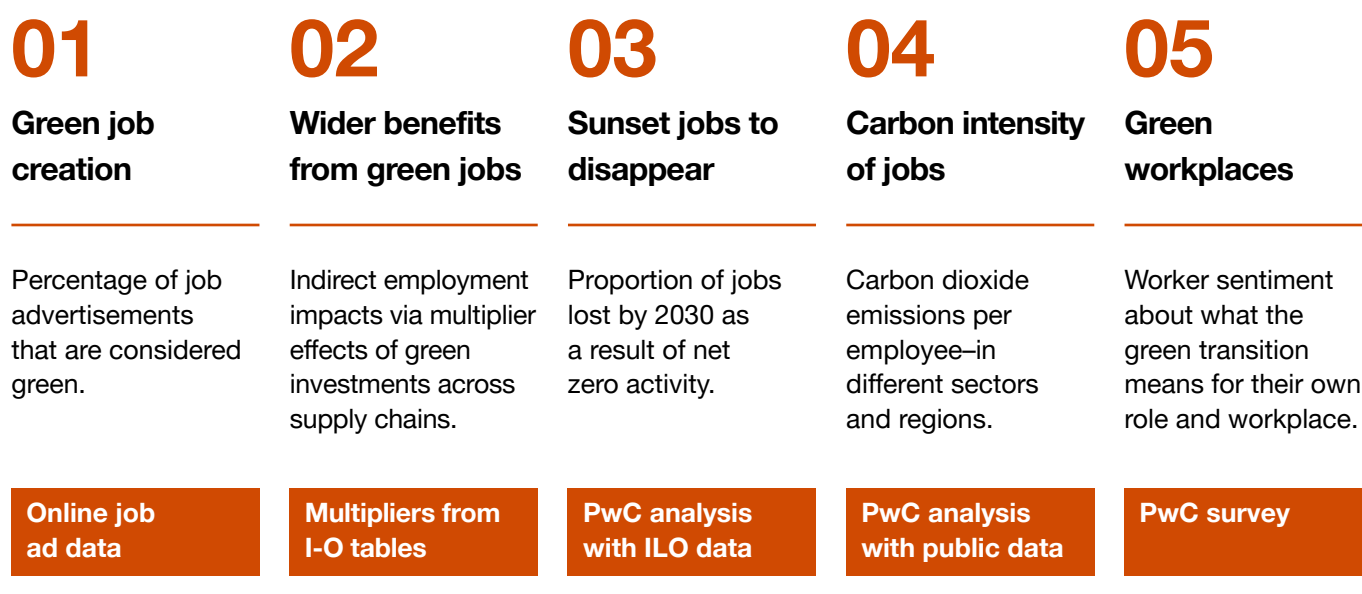 01
Green job
creation
Percentage of job
advertisements
that are considered
green.
Online job
ad data
02
Wider benefits
from green jobs
Indirect employment
impacts via multiplier
effects of green
investments across
supply chains.
Multipliers from
I-O tables
03
Sunset jobs to
disappear
Proportion of jobs
lost by 2030 as
a result of net
zero activity.
PwC analysis
with ILO data
04
Carbon intensity
of jobs
Carbon dioxide
emissions per
employee–in
different sectors
and regions.
PwC analysis
with public data
05
Green
workplaces
Worker sentiment
about what the
green transition
means for their own
role and workplace.
PwC survey